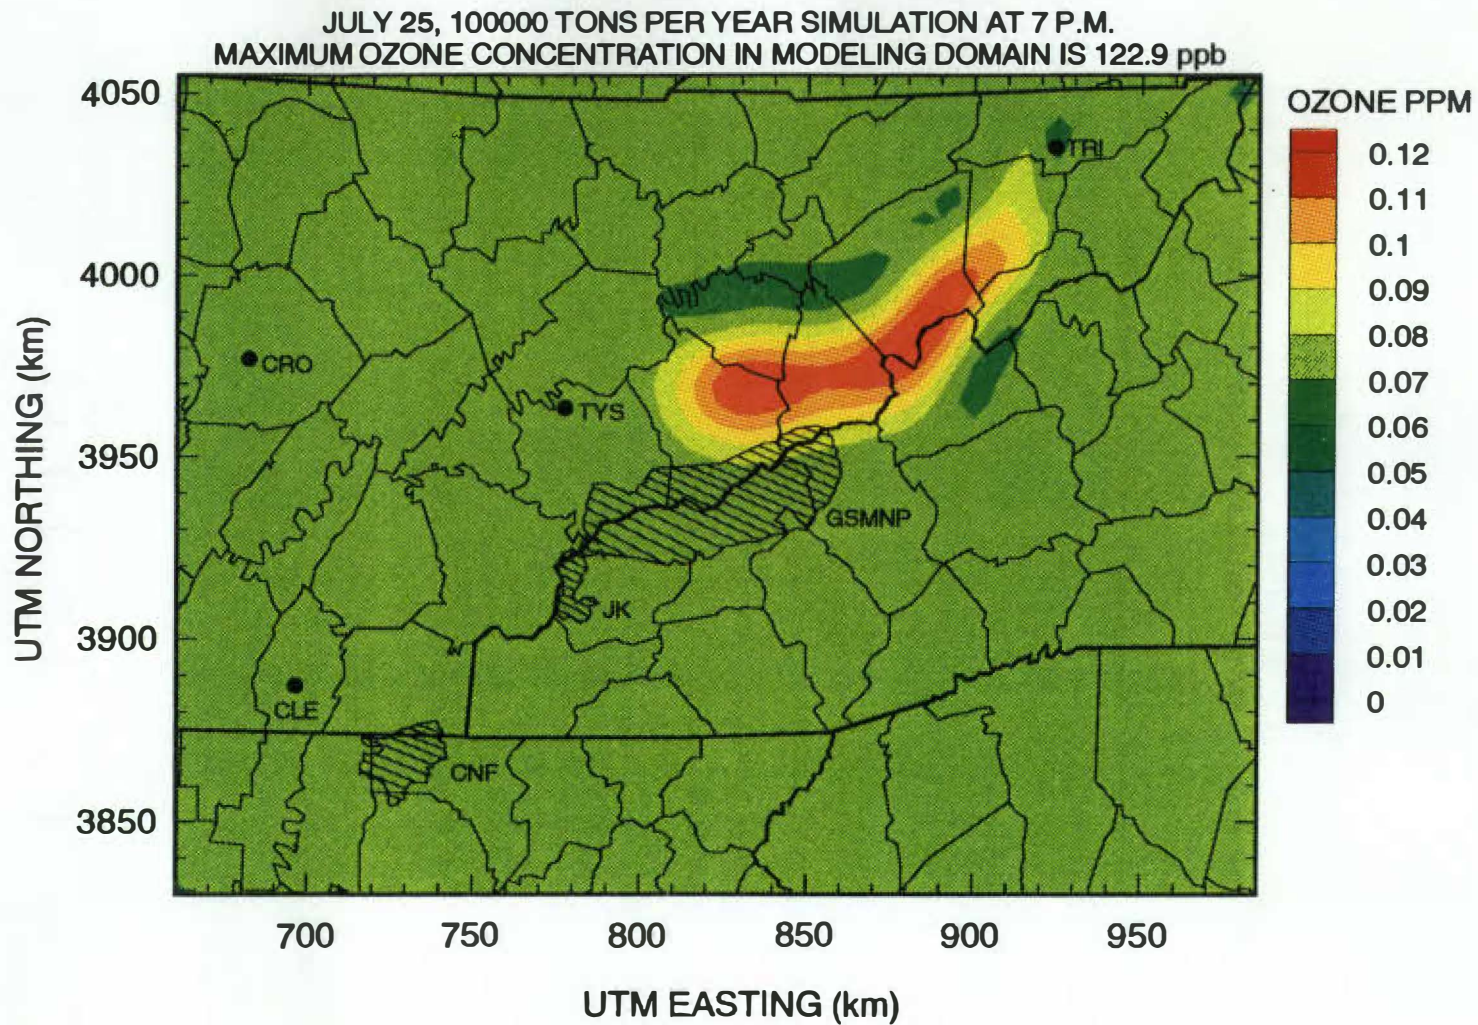 JULY 25, 100000 TONS PER YEAR SIMULATION AT 7 P.M.
MAXIMUM OZONE CONCENTRATION IN MODELING DOMAIN IS 122.9 ppb
OZONE PPM
0.12
0.11
0.1
0.09
0.08
0.07
0.06
0.05
0.04
0.03
0.02
0.01
0
UTM NORTHING (km)
4050
4000
3950
3900
3850
TRI
CRO
TYS
GSMNP
JK
CLE
CNF
700 750 800 850 900 950
UTM EASTING (km)